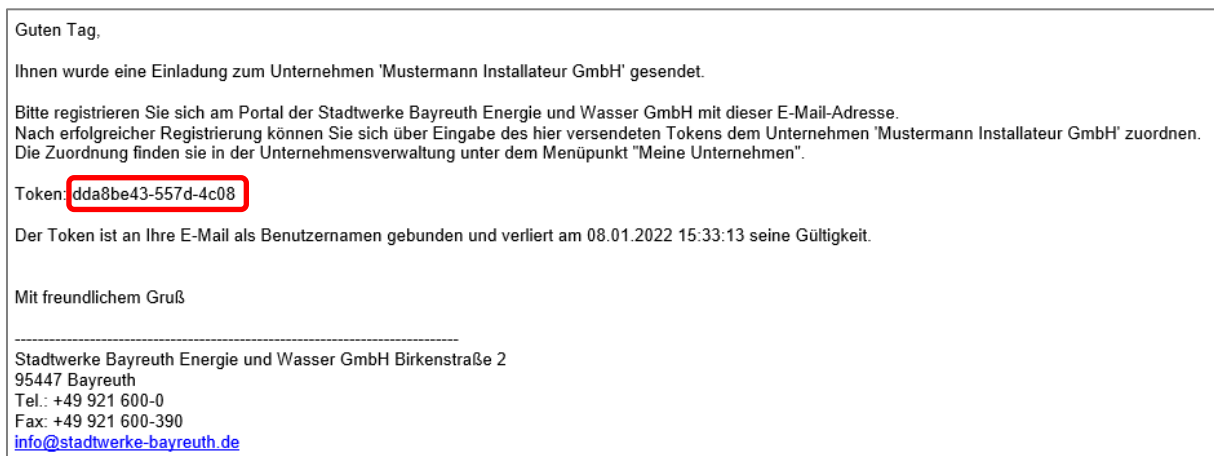 Guten Tag,
Ihnen wurde eine Einladung zum Unternehmen 'Mustermann Installateur GmbH' gesendet.
Bitte registrieren Sie sich am Portal der Stadtwerke Bayreuth Energie und Wasser GmbH mit dieser E-Mail-Adresse.
Nach erfolgreicher Registrierung können Sie sich über Eingabe des hier versendeten Tokens dem Unternehmen 'Mustermann Installateur GmbH' zuordnen.
Die Zuordnung finden sie in der Unternehmensverwaltung unter dem Menüpunkt "Meine Unternehmen".
Token: dda8be43-557d-4c08
Der Token ist an Ihre E-Mail als Benutzernamen gebunden und verliert am 08.01.2022 15:33:13 seine Gültigkeit.
Mit freundlichem Gruß
--------------------------------------------------------------------------------
Stadtwerke Bayreuth Energie und Wasser GmbH Birkenstraße 2
95447 Bayreuth
Tel.: +49 921 600-0
Fax: +49 921 600-390
info@stadtwerke-bayreuth.de